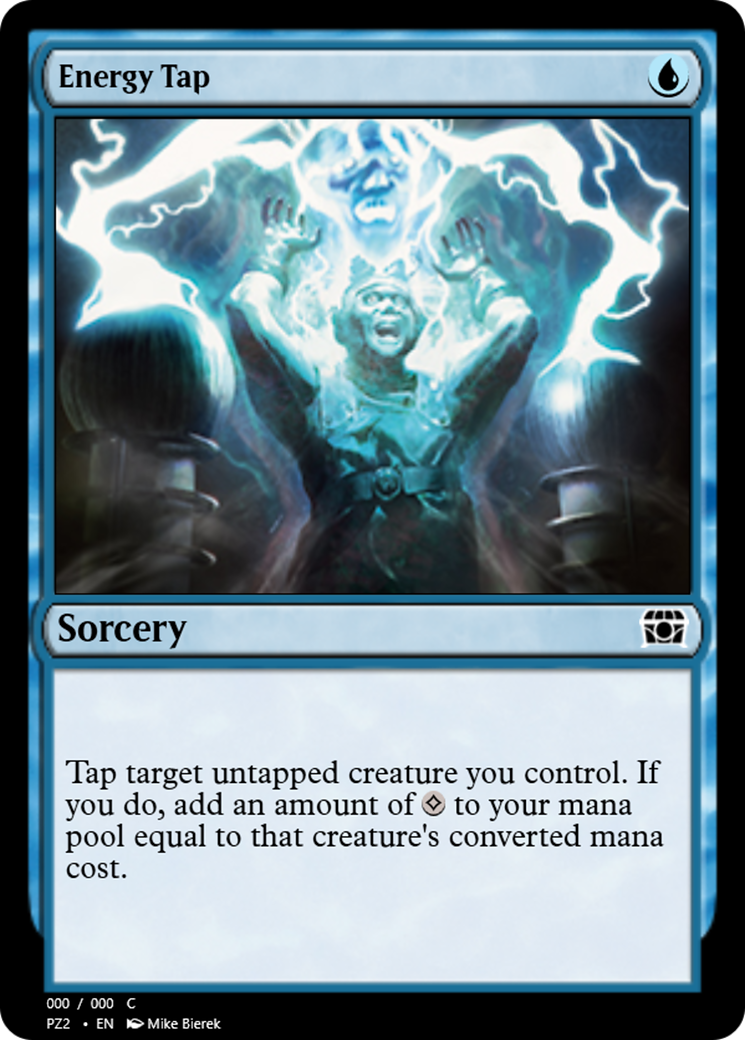 Energy Tap
Sorcery
Tap target untapped creature you control. If
you do, add an amount of to your mana
pool equal to that creature's converted mana
cost.
000 / 000 C
PZ2 • EN Mike Bierek